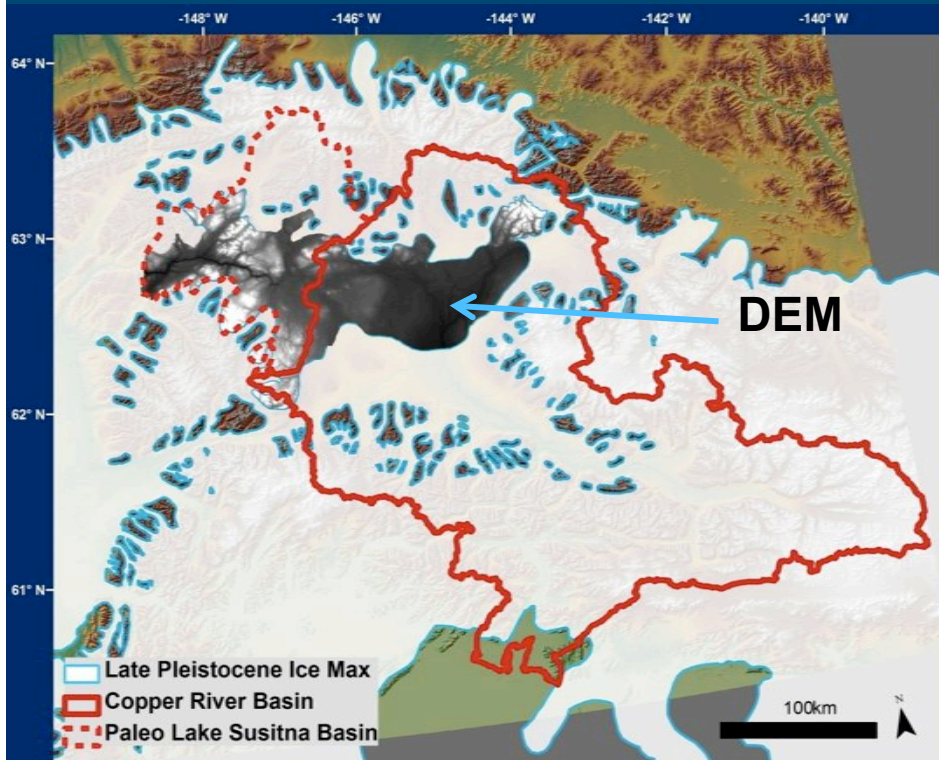 -148° W -146° W -144° W -142° W -140° W
64° N
63° N
DEM
62° N
61° N
Late Pleistocene Ice Max
Copper River Basin
Paleo Lake Susitna Basin
100km
N